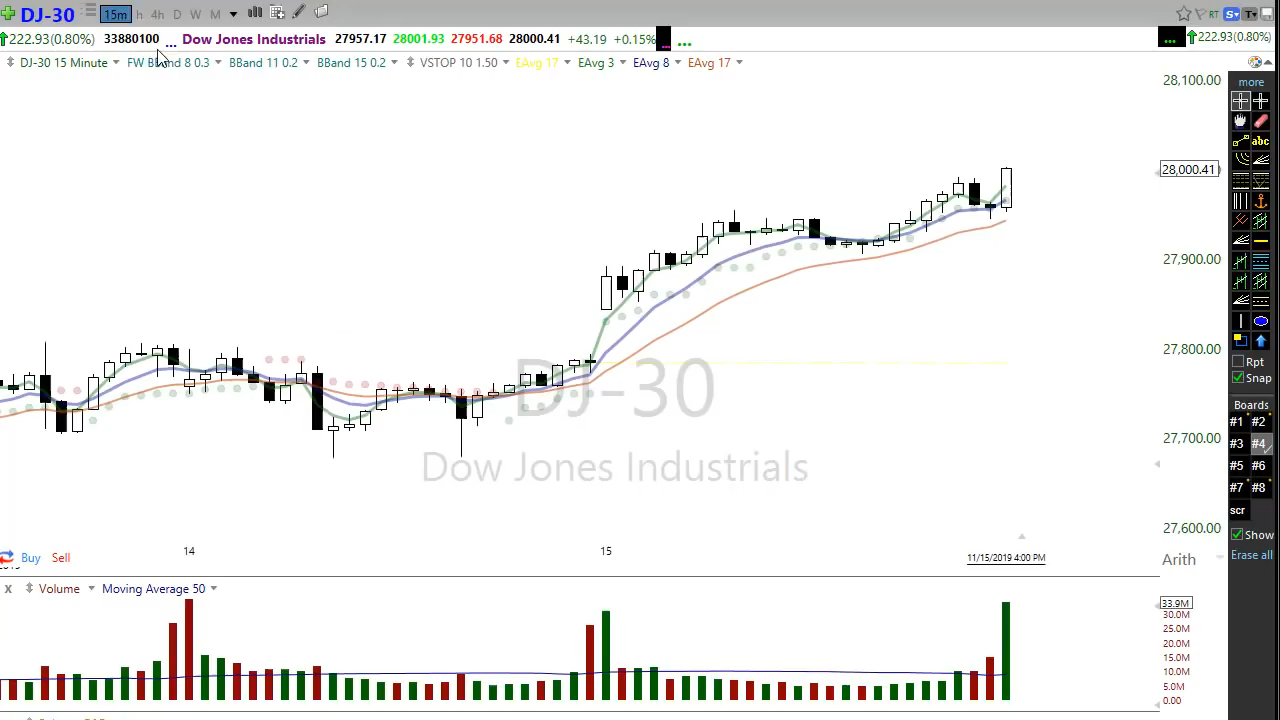 DJ-30 15m h 4h D W M RT S T
222.93(0.80%) 33880100 ... Dow Jones Industrials 27957.17 28001.93 27951.68 28000.41 +43.19 +0.15% ... ... ... 222.93(0.80%)
DJ-30 15 Minute FW BBand 8 0.3 BBand 11 0.2 BBand 15 0.2 VSTOP 10 1.50 EAvg 17 EAvg 3 EAvg 8 EAvg 17
more
abc
28,100.00
28,000.41
27,900.00
27,800.00
27,700.00
27,600.00
DJ-30
Dow Jones Industrials
Rpt
Snap
Boards
#1 #2
#3 #4
#5 #6
#7 #8
scr
Show
Erase all
14 15 11/15/2019 4:00 PM
Buy Sell
Arith
X Volume Moving Average 50
33.9M
30.0M
25.0M
20.0M
15.0M
10.0M
5.0M
0.00